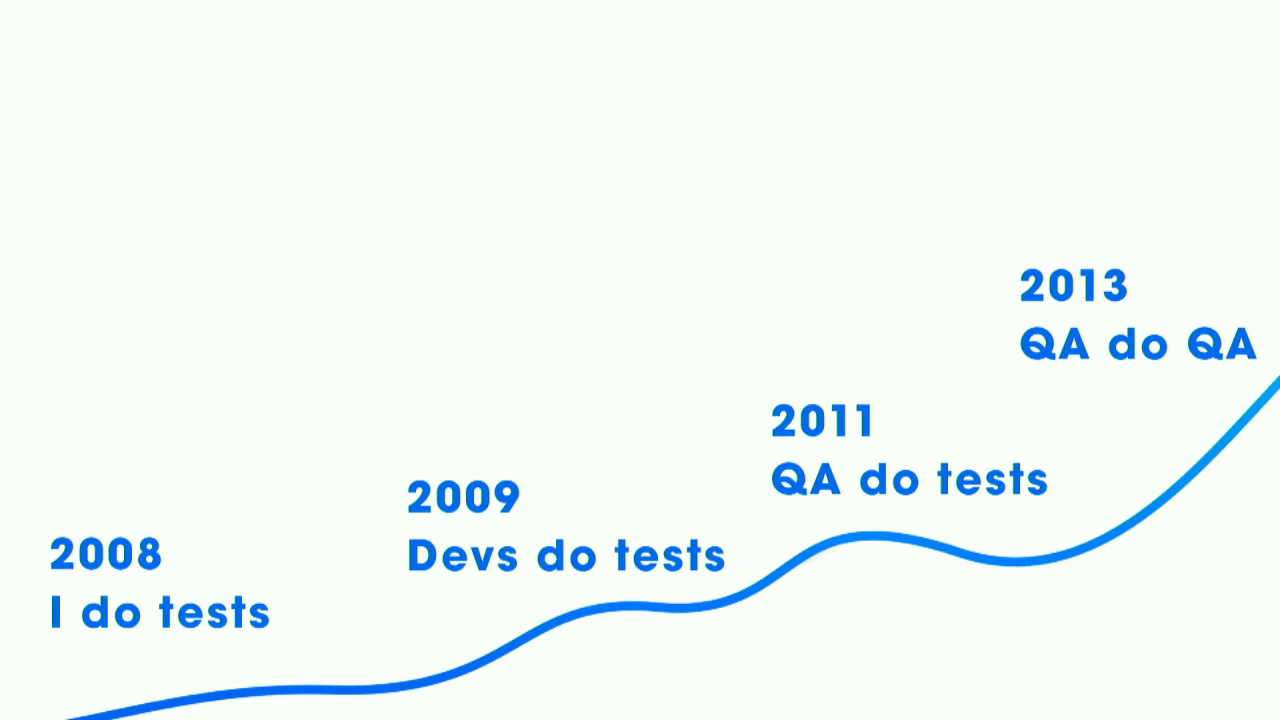 2008
I do tests
2009
Devs do tests
2011
QA do tests
2013
QA do QA